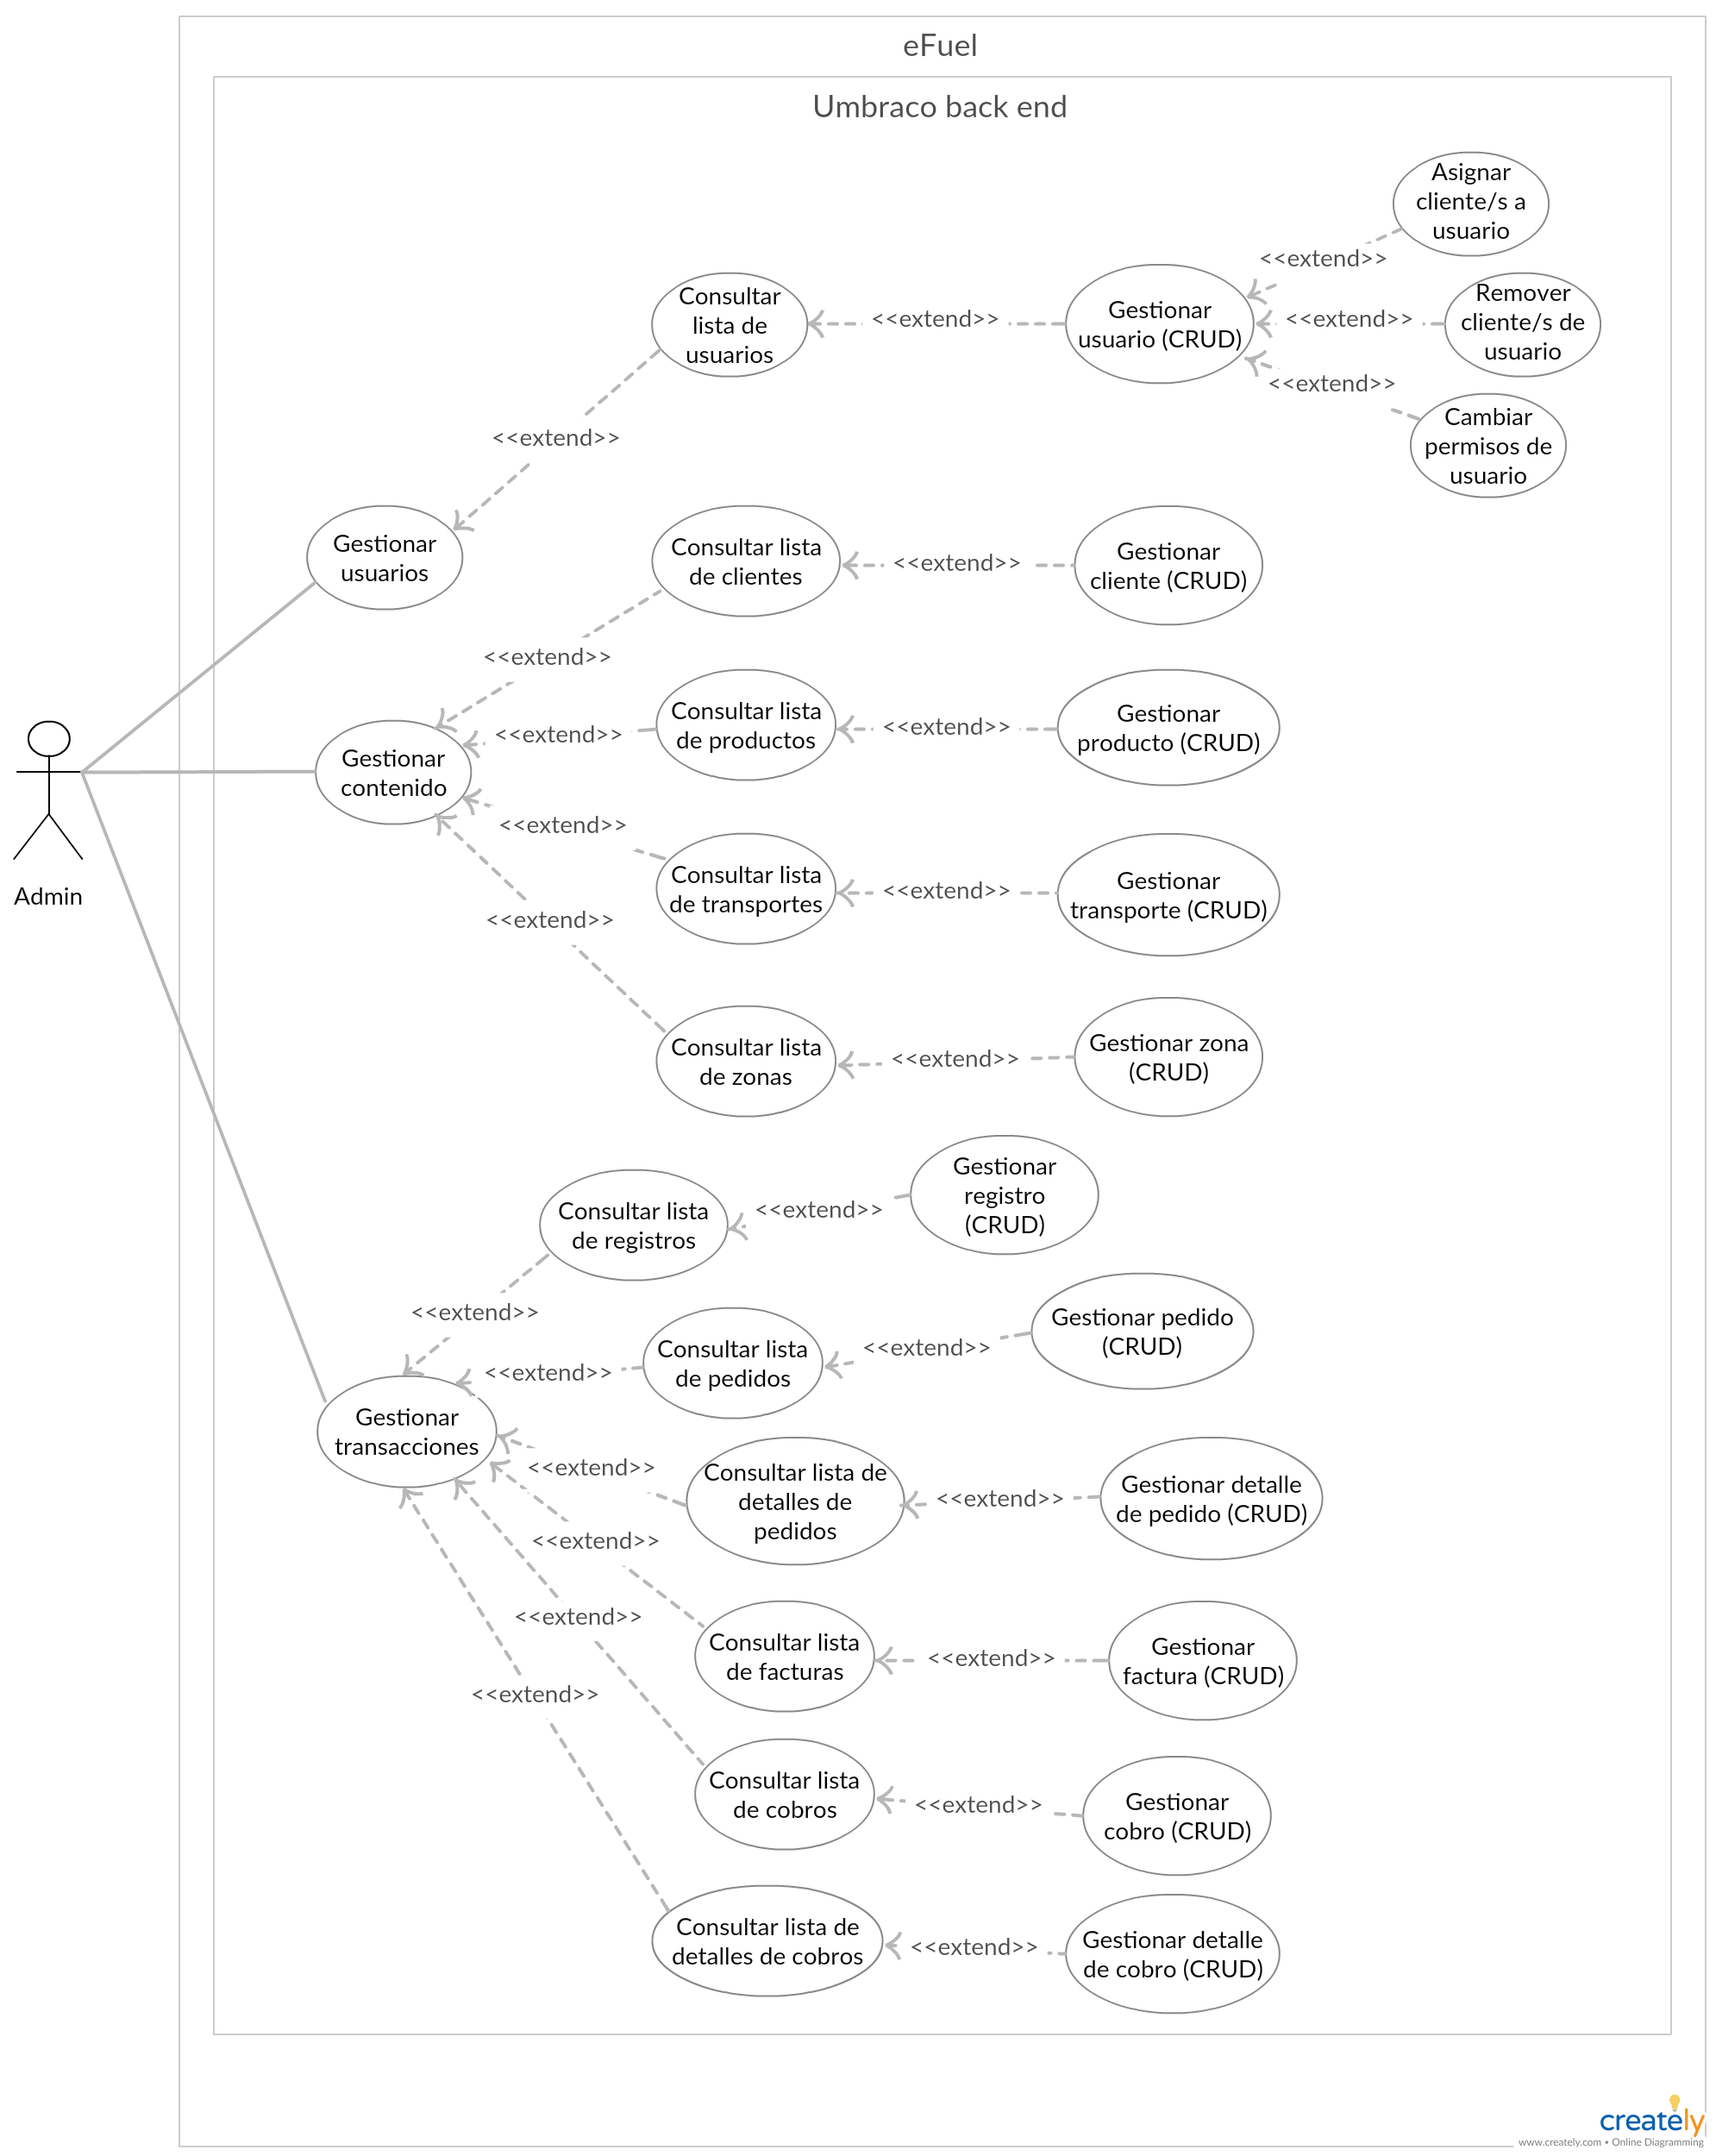 eFuel
Umbraco back end
Asignar
cliente/s a
usuario
<<extend>>
Consultar
lista de
usuarios
<<extend>>
Gestionar
usuario (CRUD)
<<extend>>
Remover
cliente/s de
usuario
<<extend>>
Cambiar
permisos de
usuario
<<extend>>
Gestionar
usuarios
Consultar lista
de clientes
<<extend>>
Gestionar
cliente (CRUD)
<<extend>>
Consultar lista
de productos
<<extend>>
Gestionar
producto (CRUD)
<<extend>>
Gestionar
contenido
<<extend>>
Consultar lista
de transportes
<<extend>>
Gestionar
transporte (CRUD)
Admin
<<extend>>
Consultar lista
de zonas
<<extend>>
Gestionar zona
(CRUD)
Gestionar
registro
(CRUD)
Consultar lista
de registros
<<extend>>
<<extend>>
Gestionar pedido
(CRUD)
Consultar lista
de pedidos
<<extend>>
<<extend>>
Gestionar
transacciones
<<extend>>
Consultar lista de
detalles de
pedidos
<<extend>>
Gestionar detalle
de pedido (CRUD)
<<extend>>
<<extend>>
Consultar lista
de facturas
<<extend>>
Gestionar
factura (CRUD)
<<extend>>
Consultar lista
de cobros
<<extend>>
Gestionar
cobro (CRUD)
Consultar lista de
detalles de cobros
<<extend>>
Gestionar detalle
de cobro (CRUD)
creately
www.creately.com • Online Diagramming